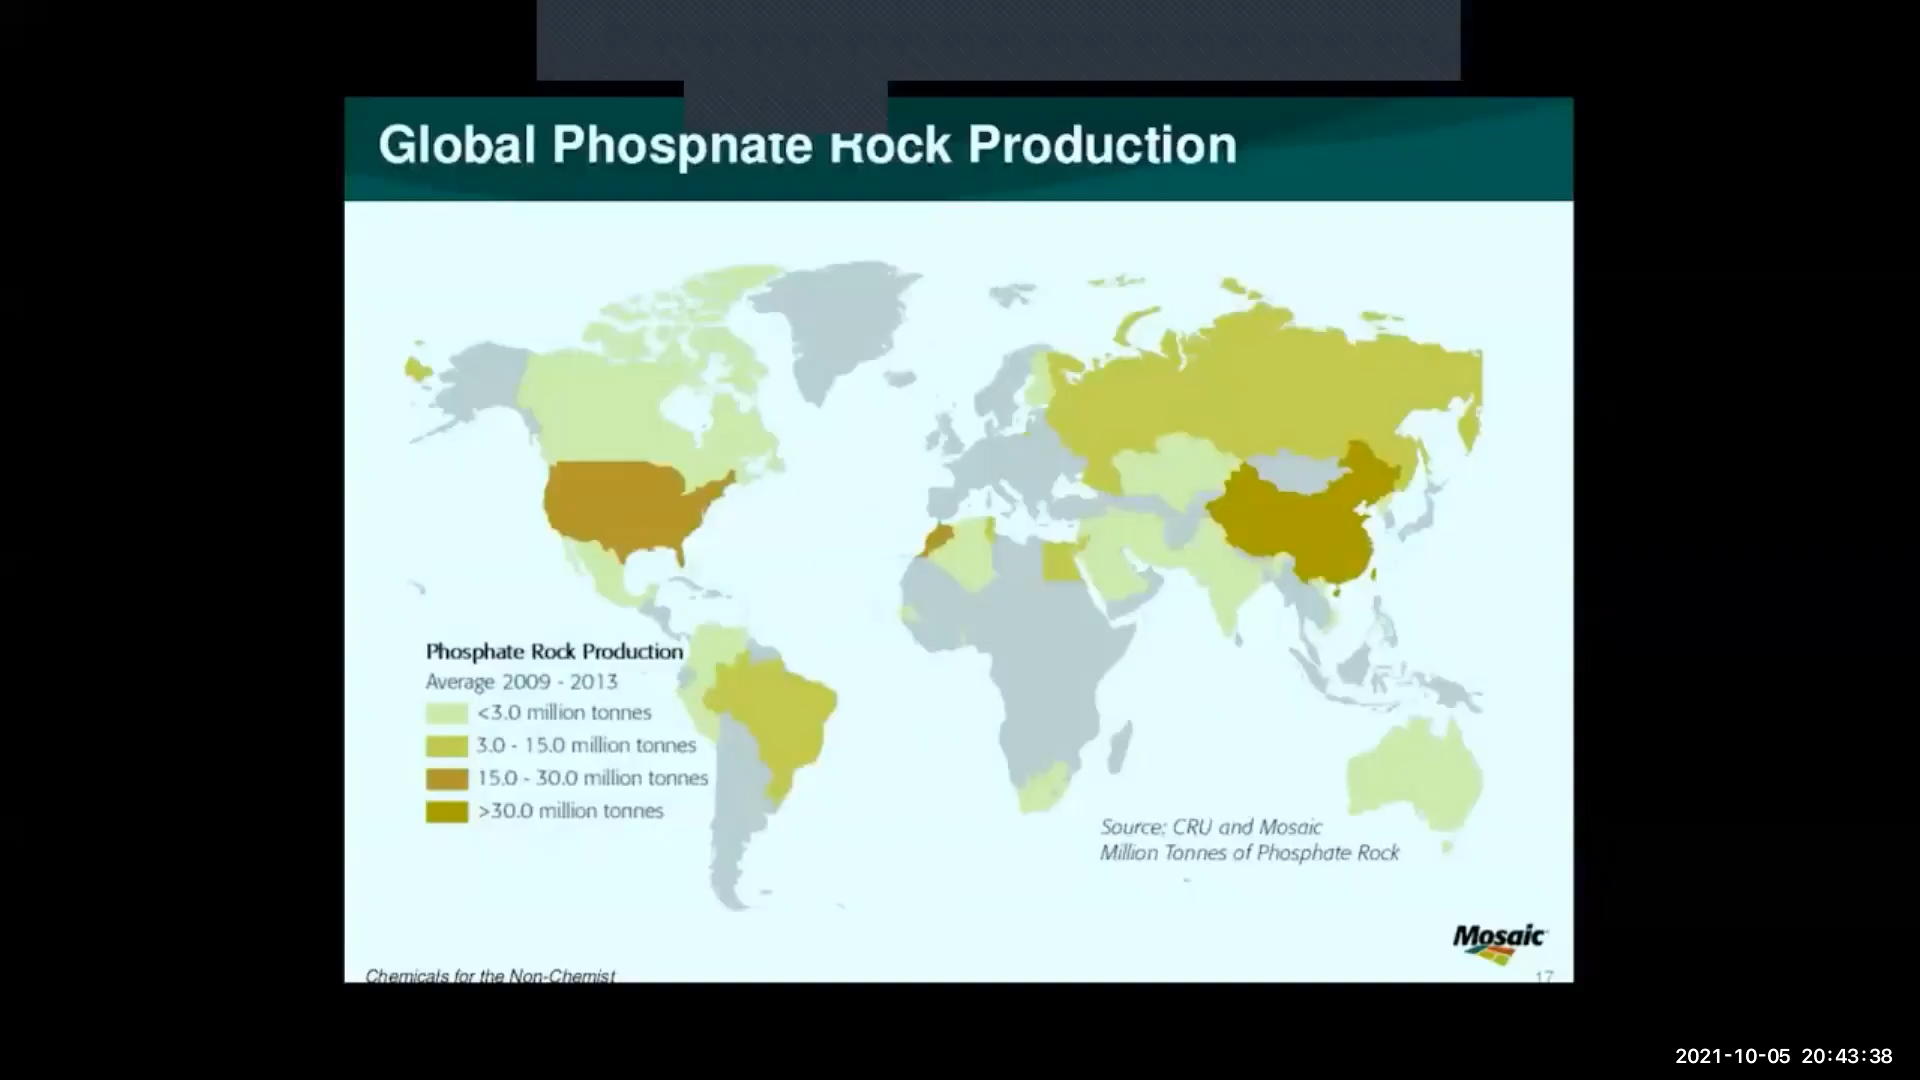 Global Phosphate Rock Production
Phosphate Rock Production
Average 2009 - 2013
<3.0 million tonnes
3.0 - 15.0 million tonnes
15.0 - 30.0 million tonnes
>30.0 million tonnes
Source: CRU and Mosaic
Million Tonnes of Phosphate Rock
Mosaic
Chemicals for the Non-Chemist
17
2021-10-05 20:43:38